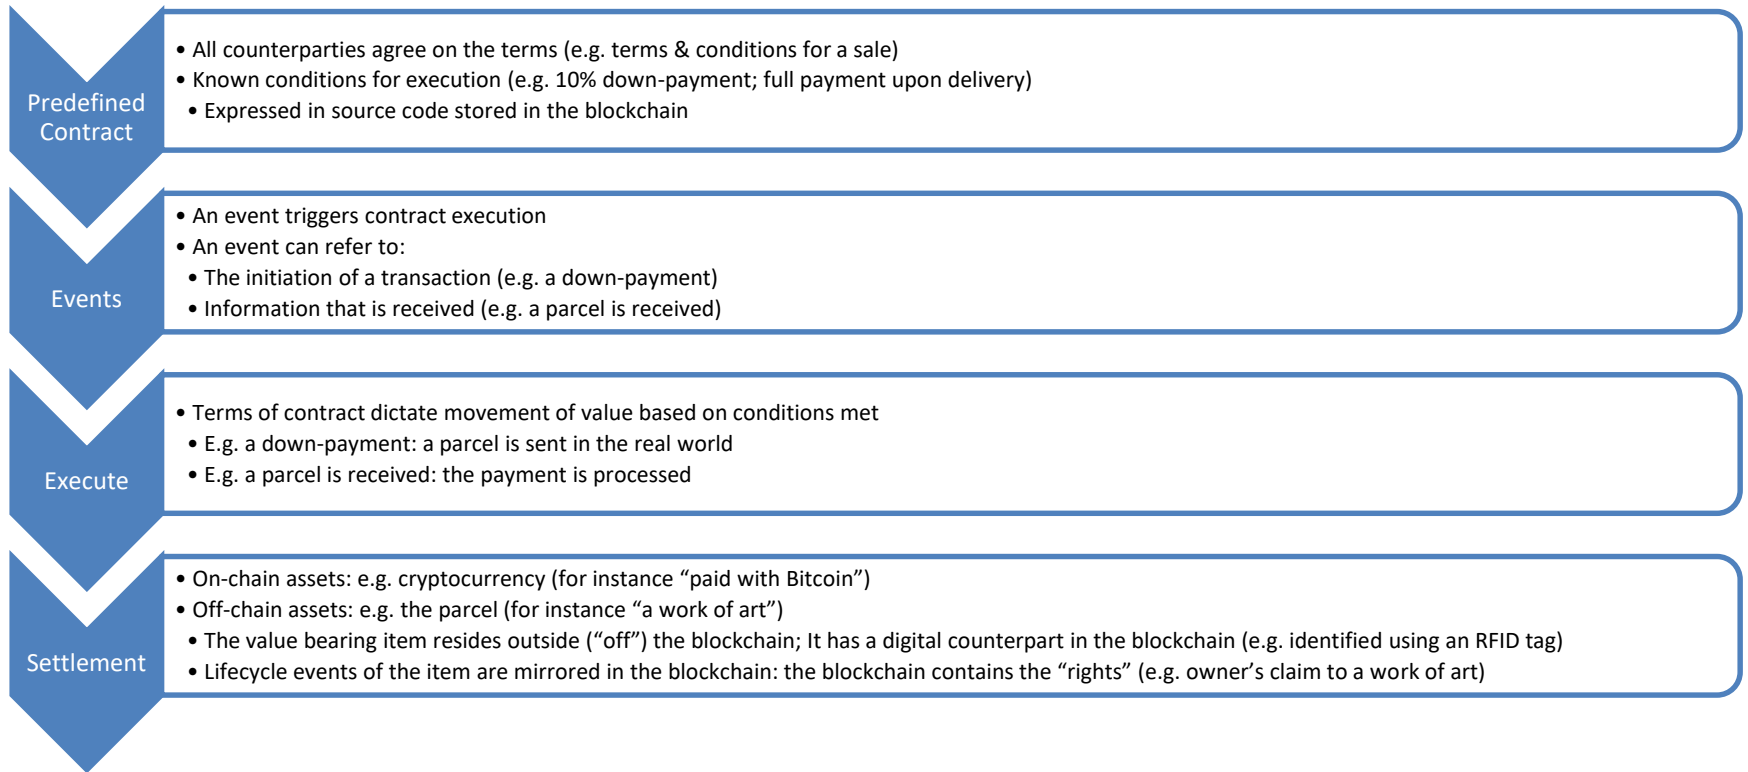 Predefined
Contract
• All counterparties agree on the terms (e.g. terms & conditions for a sale)
• Known conditions for execution (e.g. 10% down-payment; full payment upon delivery)
• Expressed in source code stored in the blockchain
Events
• An event triggers contract execution
• An event can refer to:
• The initiation of a transaction (e.g. a down-payment)
• Information that is received (e.g. a parcel is received)
Execute
• Terms of contract dictate movement of value based on conditions met
• E.g. a down-payment: a parcel is sent in the real world
• E.g. a parcel is received: the payment is processed
Settlement
• On-chain assets: e.g. cryptocurrency (for instance “paid with Bitcoin”)
• Off-chain assets: e.g. the parcel (for instance “a work of art”)
• The value bearing item resides outside (“off”) the blockchain; It has a digital counterpart in the blockchain (e.g. identified using an RFID tag)
• Lifecycle events of the item are mirrored in the blockchain: the blockchain contains the “rights” (e.g. owner’s claim to a work of art)